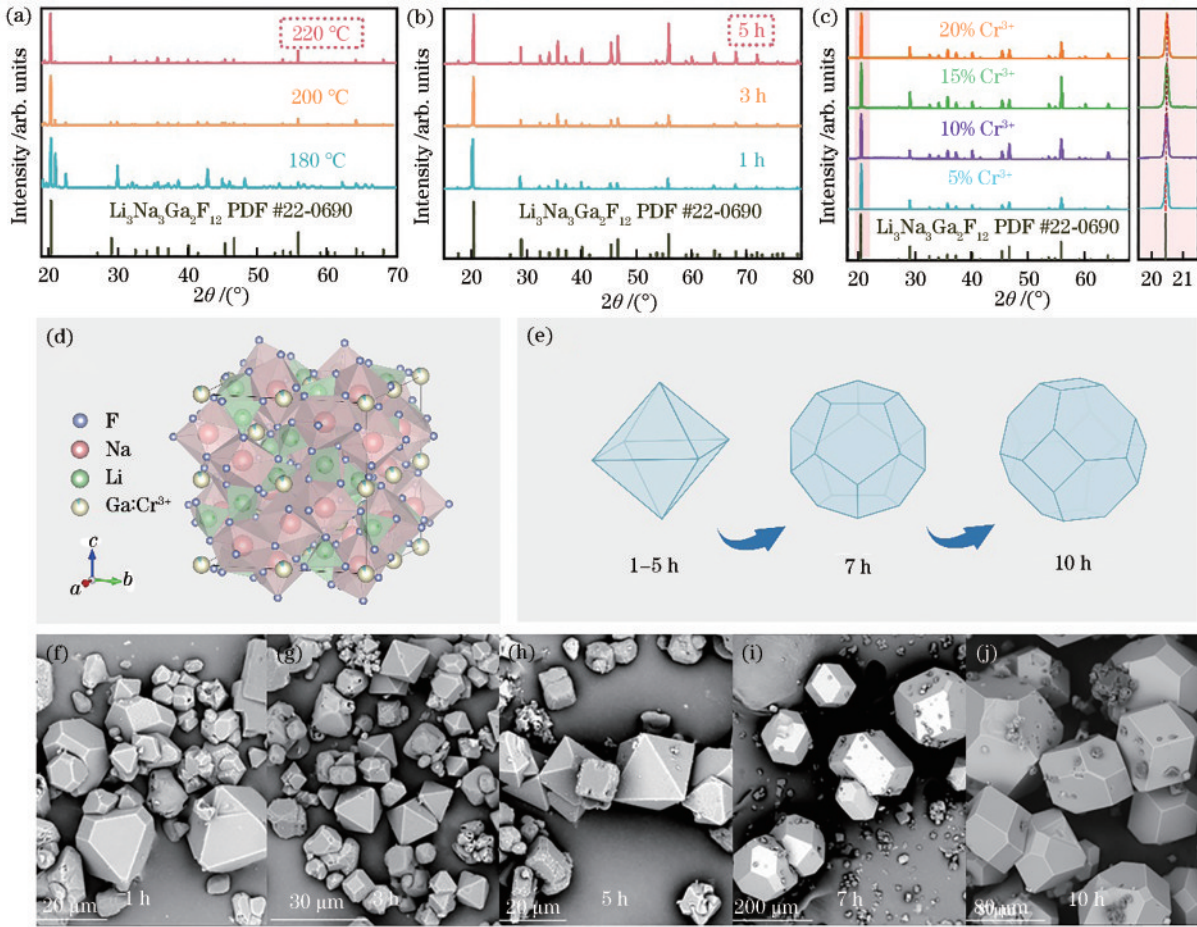 (a)
220 °C
200 °C
180 °C
Li₃Na₃Ga₂F₁₂ PDF #22-0690
Intensity /arb. units
20 30 40 50 60 70
2θ /(°)
(b)
5 h
3 h
1 h
Li₃Na₃Ga₂F₁₂ PDF #22-0690
Intensity /arb. units
20 30 40 50 60 70 80
2θ /(°)
(c)
20% Cr³⁺
15% Cr³⁺
10% Cr³⁺
5% Cr³⁺
Li₃Na₃Ga₂F₁₂ PDF #22-0690
Intensity /arb. units
20 30 40 50 60
20 21
2θ /(°)
(d)
F
Na
Li
Ga:Cr³⁺
c
a
b
(e)
1–5 h
7 h
10 h
(f)
1 h
20 μm
(g)
3 h
30 μm
(h)
5 h
20 μm
(i)
7 h
200 μm
(j)
10 h